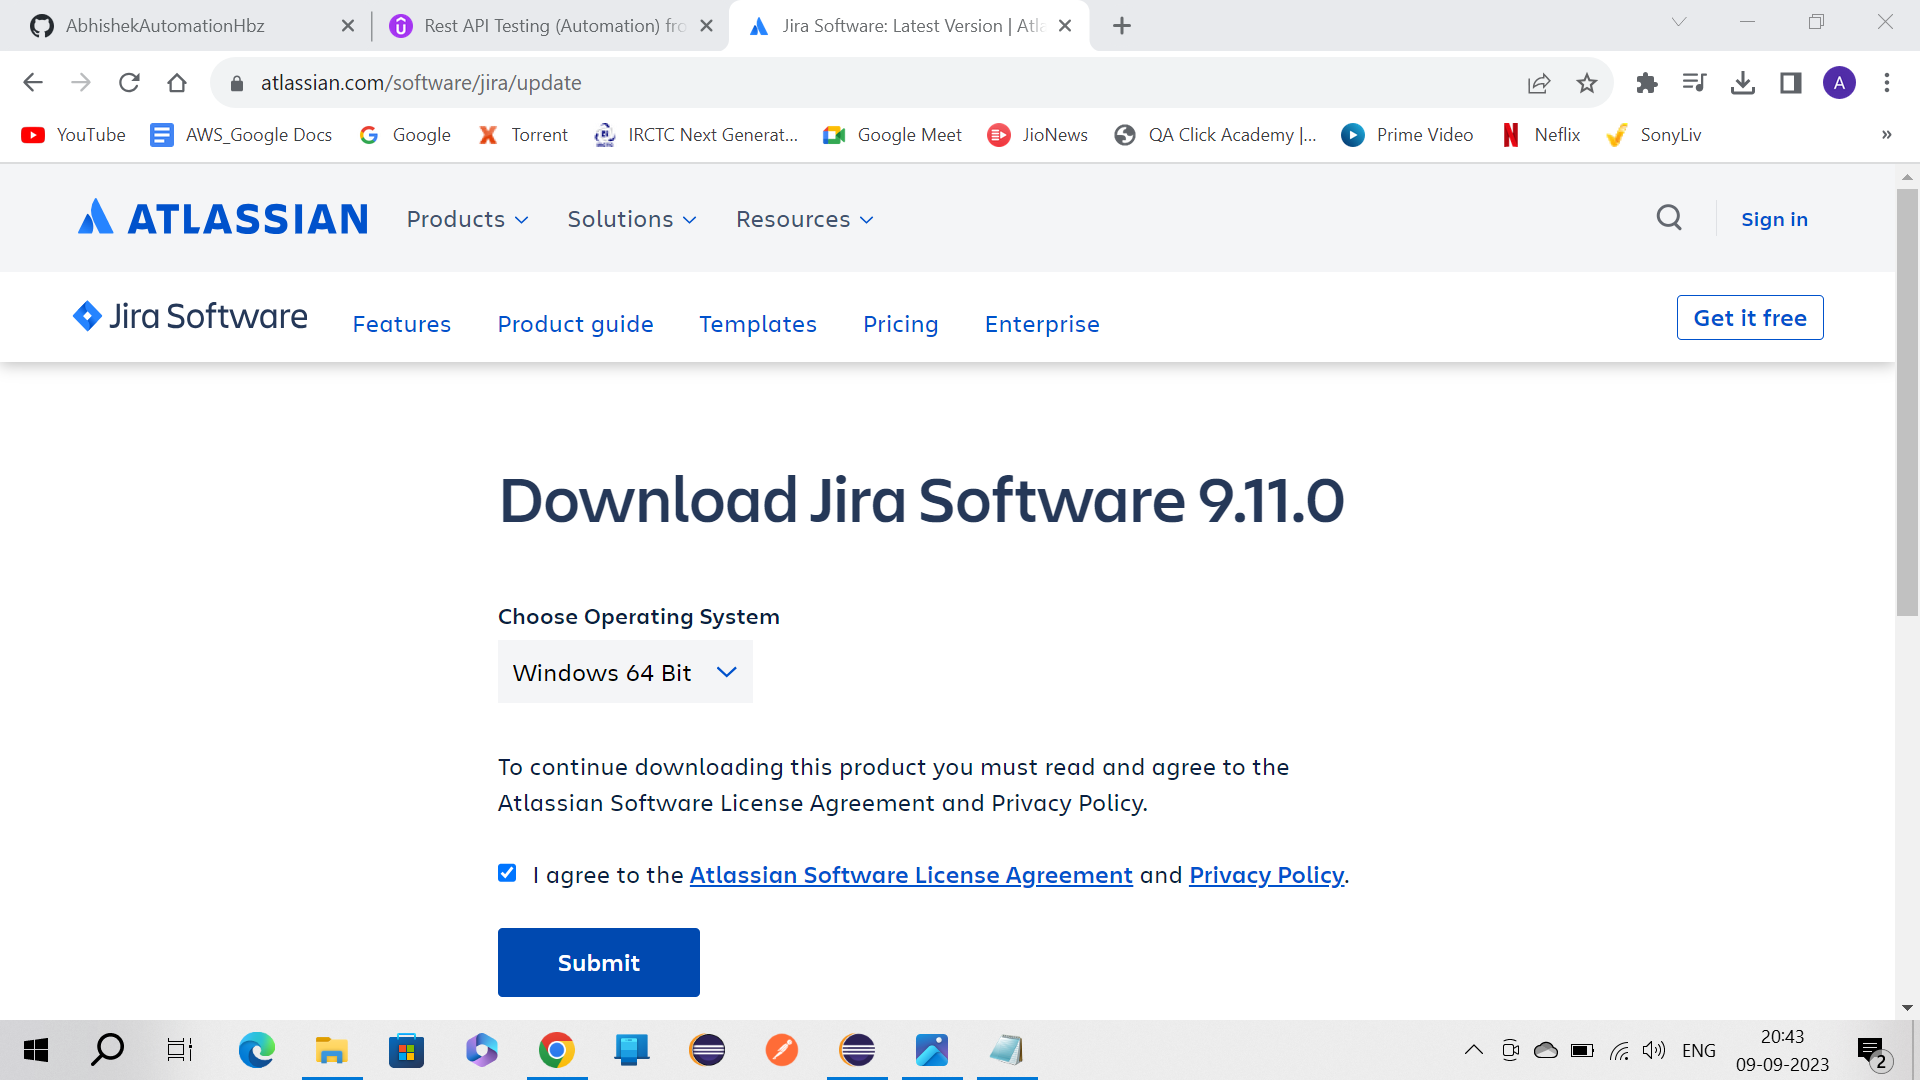 AbhishekAutomationHbz
Rest API Testing (Automation) fro
Jira Software: Latest Version | Atla
atlassian.com/software/jira/update
A
YouTube
AWS_Google Docs
Google
Torrent
IRCTC Next Generat...
Google Meet
JioNews
QA Click Academy |...
Prime Video
Neflix
SonyLiv
»
ATLASSIAN
Products
Solutions
Resources
Sign in
Jira Software
Features
Product guide
Templates
Pricing
Enterprise
Get it free
Download Jira Software 9.11.0
Choose Operating System
Windows 64 Bit
To continue downloading this product you must read and agree to the
Atlassian Software License Agreement and Privacy Policy.
I agree to the Atlassian Software License Agreement and Privacy Policy.
Submit
ENG
20:43
09-09-2023
2